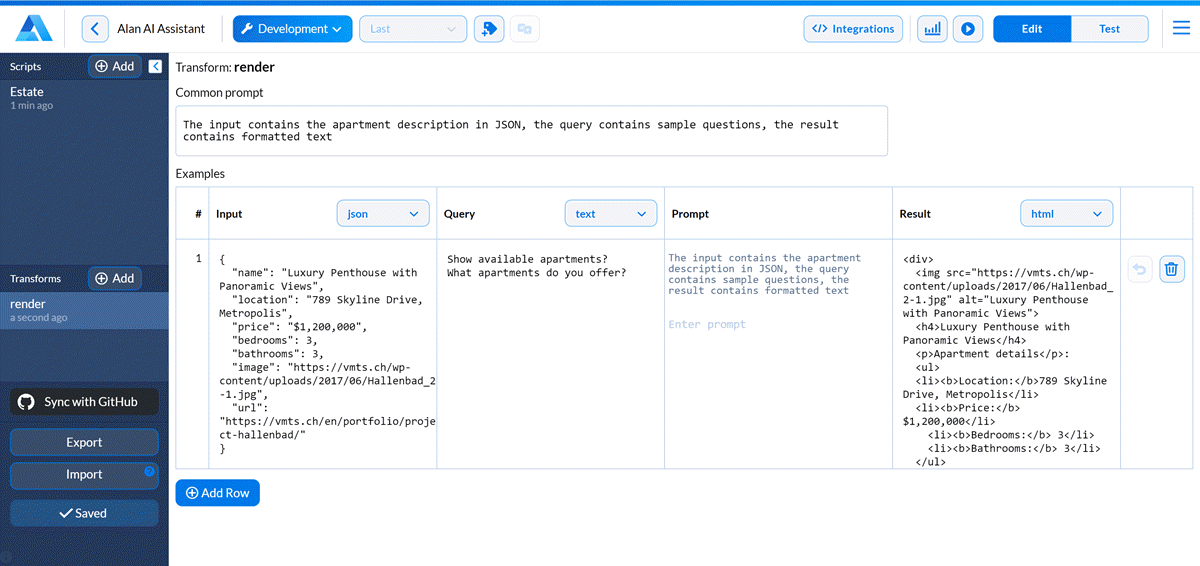 Alan AI Assistant
Development
Last
</> Integrations
Edit
Test
Scripts
Add
Estate
1 min ago
Transforms
Add
render
a second ago
Sync with GitHub
Export
Import
?
Saved
Transform: render
Common prompt
The input contains the apartment description in JSON, the query contains sample questions, the result
contains formatted text
Examples
#
Input
json
Query
text
Prompt
Result
html
1
{
"name": "Luxury Penthouse with
Panoramic Views",
"location": "789 Skyline Drive,
Metropolis",
"price": "$1,200,000",
"bedrooms": 3,
"bathrooms": 3,
"image": "https://vmts.ch/wp-
content/uploads/2017/06/Hallenbad_2
-1.jpg",
"url":
"https://vmts.ch/en/portfolio/proje
ct-hallenbad/"
}
Show available apartments?
What apartments do you offer?
The input contains the apartment
description in JSON, the query
contains sample questions, the
result contains formatted text
Enter prompt
<div>
<img src="https://vmts.ch/wp-
content/uploads/2017/06/Hallenbad_
2-1.jpg" alt="Luxury Penthouse
with Panoramic Views">
<h4>Luxury Penthouse with
Panoramic Views</h4>
<p>Apartment details</p>:
<ul>
<li><b>Location:</b>789 Skyline
Drive, Metropolis</li>
<li><b>Price:</b>
$1,200,000</li>
<li><b>Bedrooms:</b> 3</li>
<li><b>Bathrooms:</b> 3</li>
</ul>
Add Row